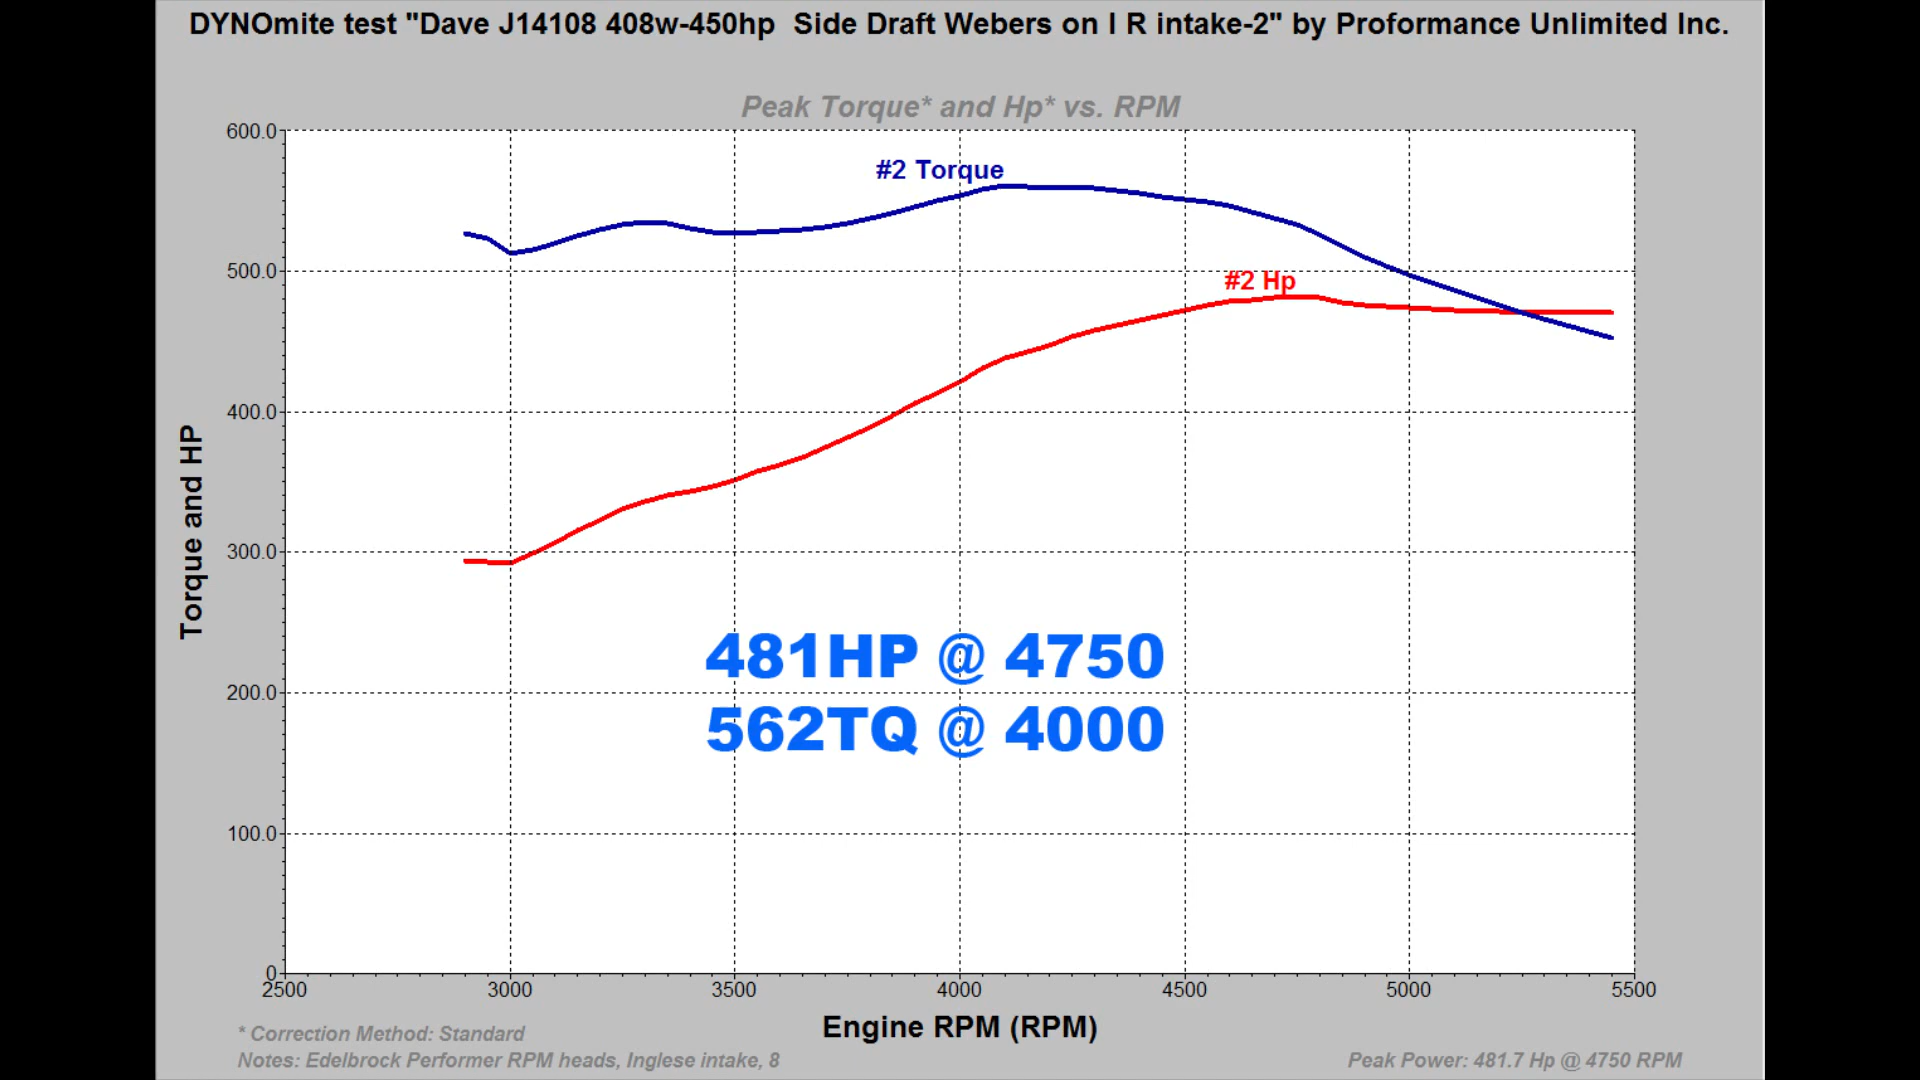 DYNOmite test "Dave J14108 408w-450hp  Side Draft Webers on I R intake-2" by Proformance Unlimited Inc.
Peak Torque* and Hp* vs. RPM
600.0
#2 Torque
500.0
#2 Hp
400.0
Torque and HP
300.0
481HP @ 4750
200.0
562TQ @ 4000
100.0
0
2500 3000 3500 4000 4500 5000 5500
Engine RPM (RPM)
* Correction Method: Standard
Notes: Edelbrock Performer RPM heads, Inglese intake, 8
Peak Power: 481.7 Hp @ 4750 RPM